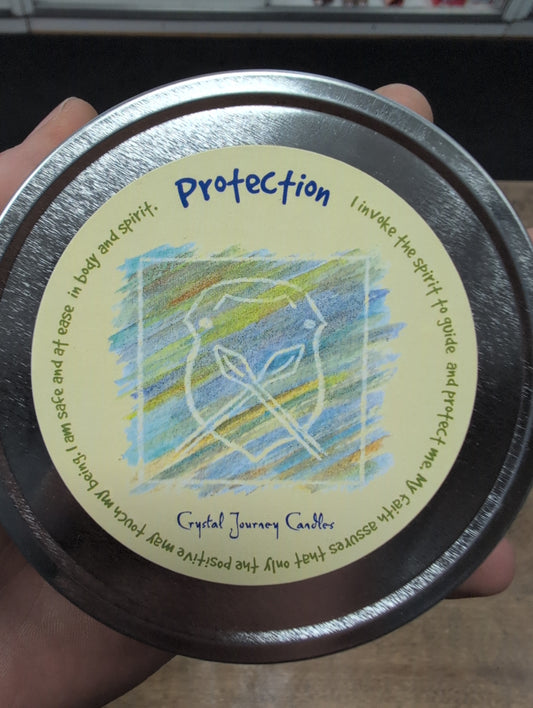 Protection
I invoke the spirit to guide and protect me. My faith assures that only the positive may touch my being. I am safe and at ease in body and spirit.
Crystal Journey Candles